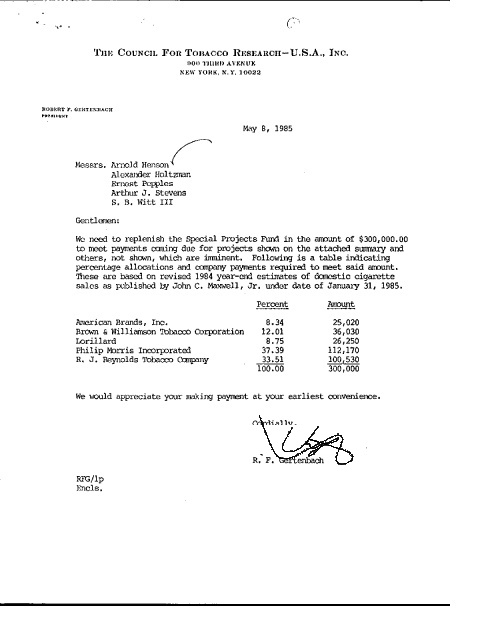 THE COUNCIL FOR TOBACCO RESEARCH—U.S.A., INC.
900 THIRD AVENUE
NEW YORK, N.Y. 10022
ROBERT F. GERTENBACH
PRESIDENT
May 8, 1985
Messrs. Arnold Henson
Alexander Holtzman
Ernest Pepples
Arthur J. Stevens
S. B. Witt III
Gentlemen:
We need to replenish the Special Projects Fund in the amount of $300,000.00
to meet payments coming due for projects shown on the attached summary and
others, not shown, which are imminent. Following is a table indicating
percentage allocations and company payments required to meet said amount.
These are based on revised 1984 year-end estimates of domestic cigarette
sales as published by John C. Maxwell, Jr. under date of January 31, 1985.
Percent Amount
American Brands, Inc. 8.34 25,020
Brown & Williamson Tobacco Corporation 12.01 36,030
Lorillard 8.75 26,250
Philip Morris Incorporated 37.39 112,170
R. J. Reynolds Tobacco Company 33.51 100,530
100.00 300,000
We would appreciate your making payment at your earliest convenience.
Cordially,
R. F. Gertenbach
RFG/lp
Encls.